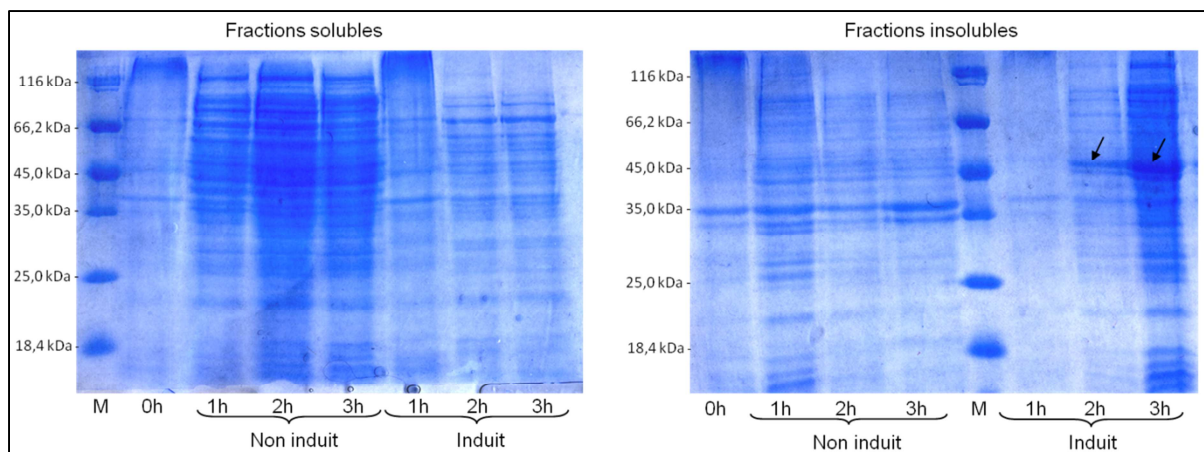 Fractions solubles
116 kDa
66,2 kDa
45,0 kDa
35,0 kDa
25,0 kDa
18,4 kDa
M 0h 1h 2h 3h 1h 2h 3h
Non induit Induit
Fractions insolubles
116 kDa
66,2 kDa
45,0 kDa
35,0 kDa
25,0 kDa
18,4 kDa
0h 1h 2h 3h M 1h 2h 3h
Non induit Induit